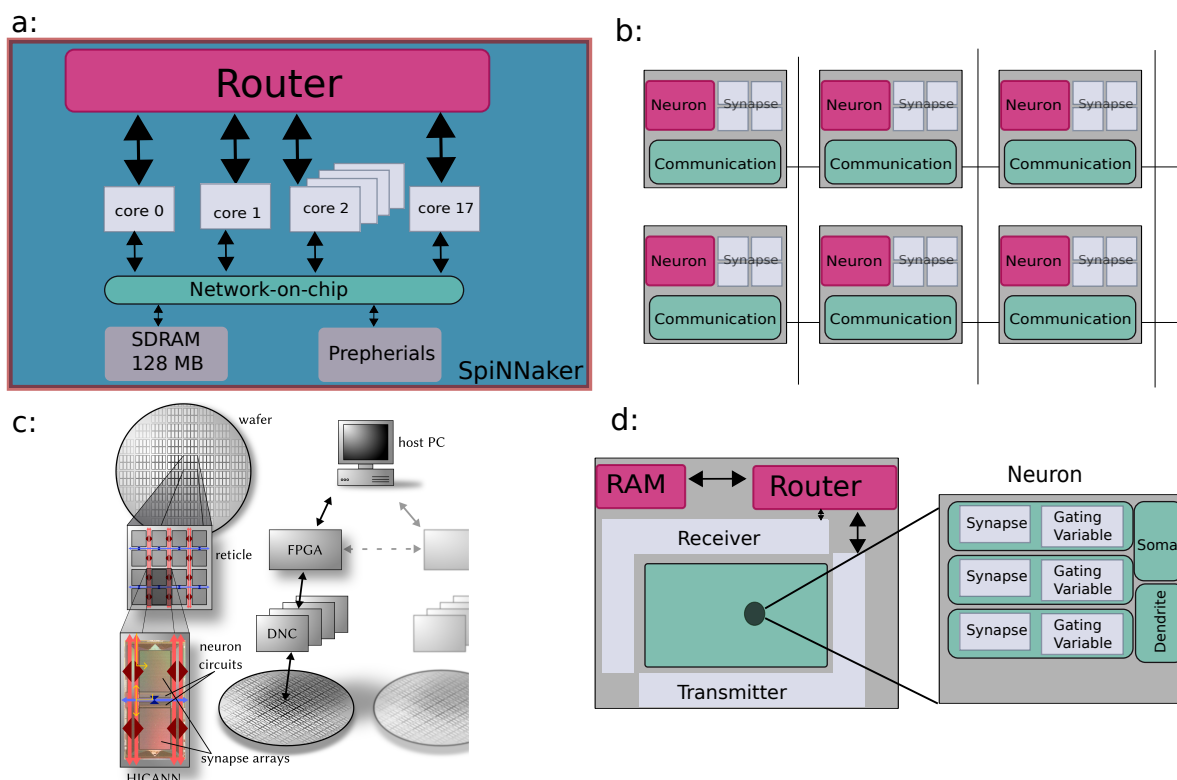 a:
Router
core 0
core 1
core 2
core 17
Network-on-chip
SDRAM
128 MB
Prepherials
SpiNNaker
b:
Neuron
Synapse
Communication
Neuron
Synapse
Communication
Neuron
Synapse
Communication
Neuron
Synapse
Communication
Neuron
Synapse
Communication
Neuron
Synapse
Communication
c:
wafer
host PC
reticle
FPGA
DNC
neuron
circuits
synapse arrays
HICANN
d:
RAM
Router
Receiver
Transmitter
Neuron
Synapse
Gating
Variable
Synapse
Gating
Variable
Synapse
Gating
Variable
Soma
Dendrite